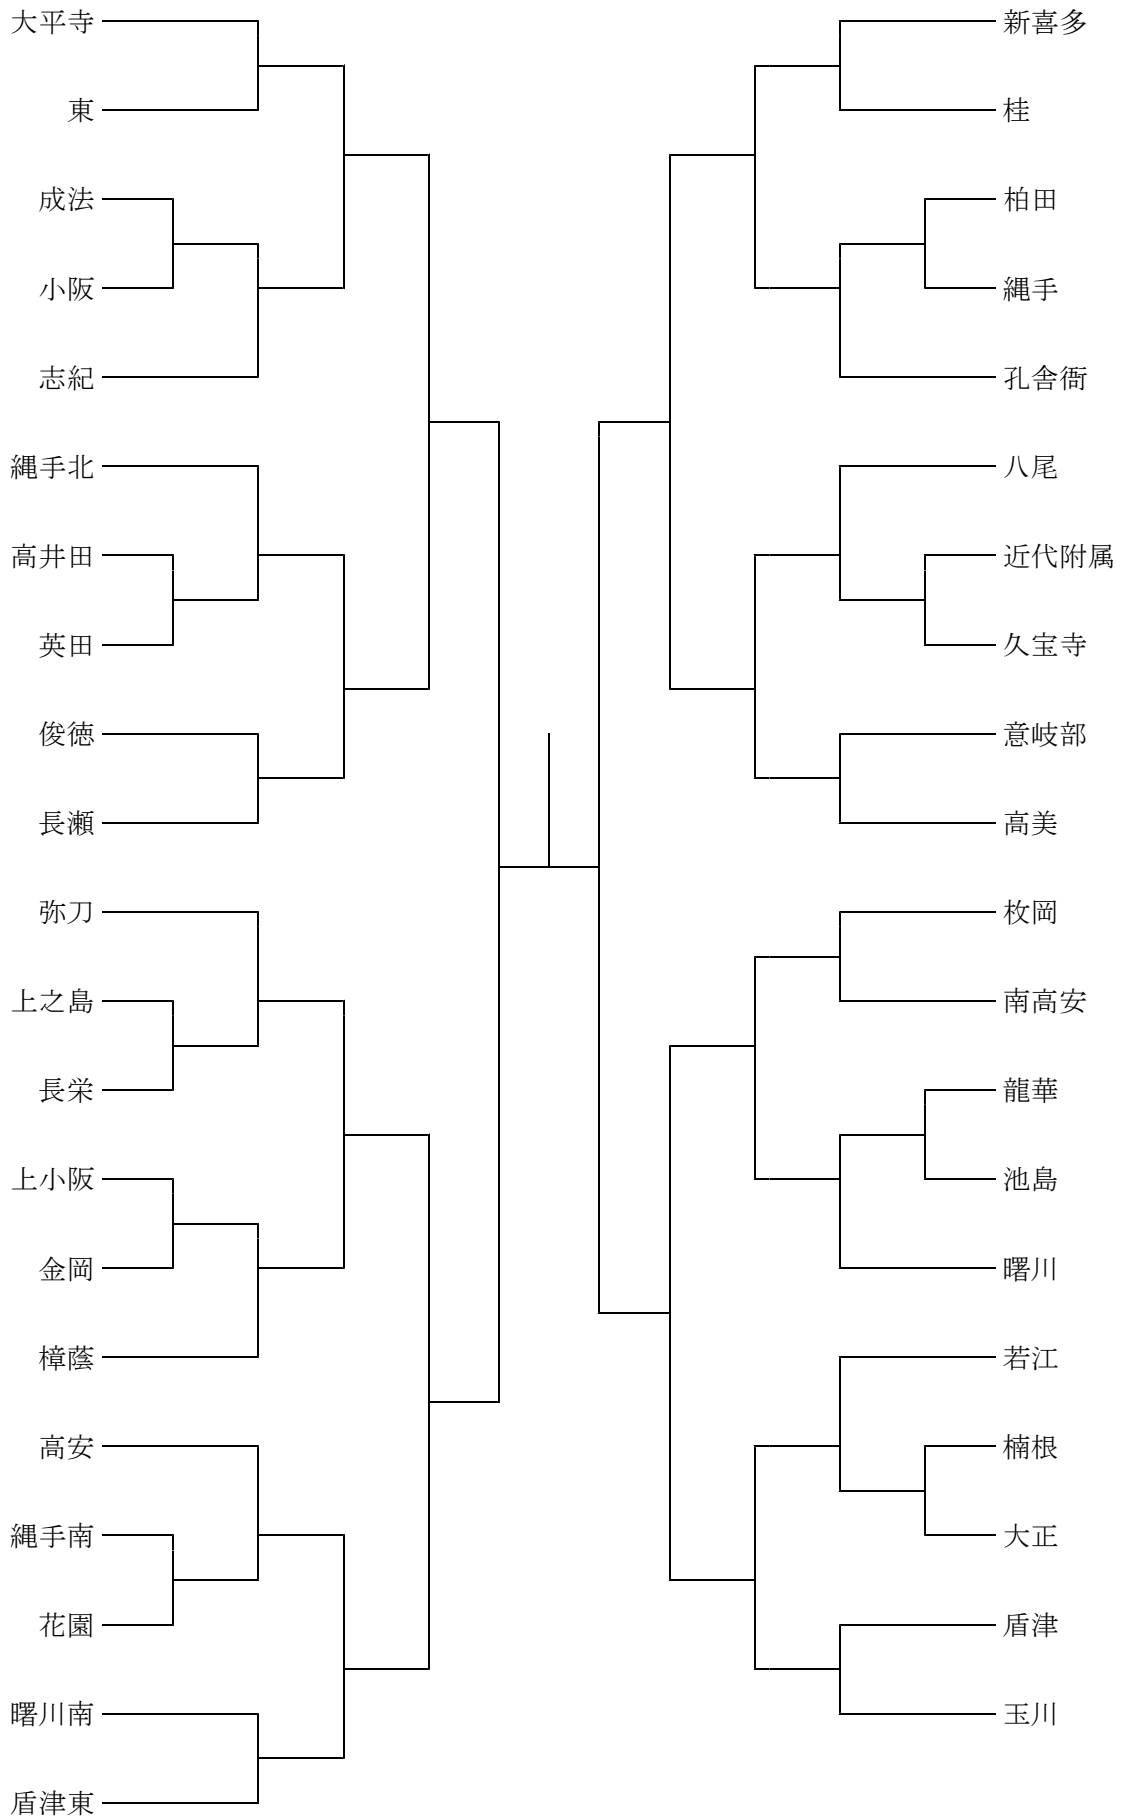 大平寺
東
成法
小阪
志紀
縄手北
高井田
英田
俊徳
長瀬
弥刀
上之島
長栄
上小阪
金岡
樟蔭
高安
縄手南
花園
曙川南
盾津東
新喜多
桂
柏田
縄手
孔舎衙
八尾
近代附属
久宝寺
意岐部
高美
枚岡
南高安
龍華
池島
曙川
若江
楠根
大正
盾津
玉川